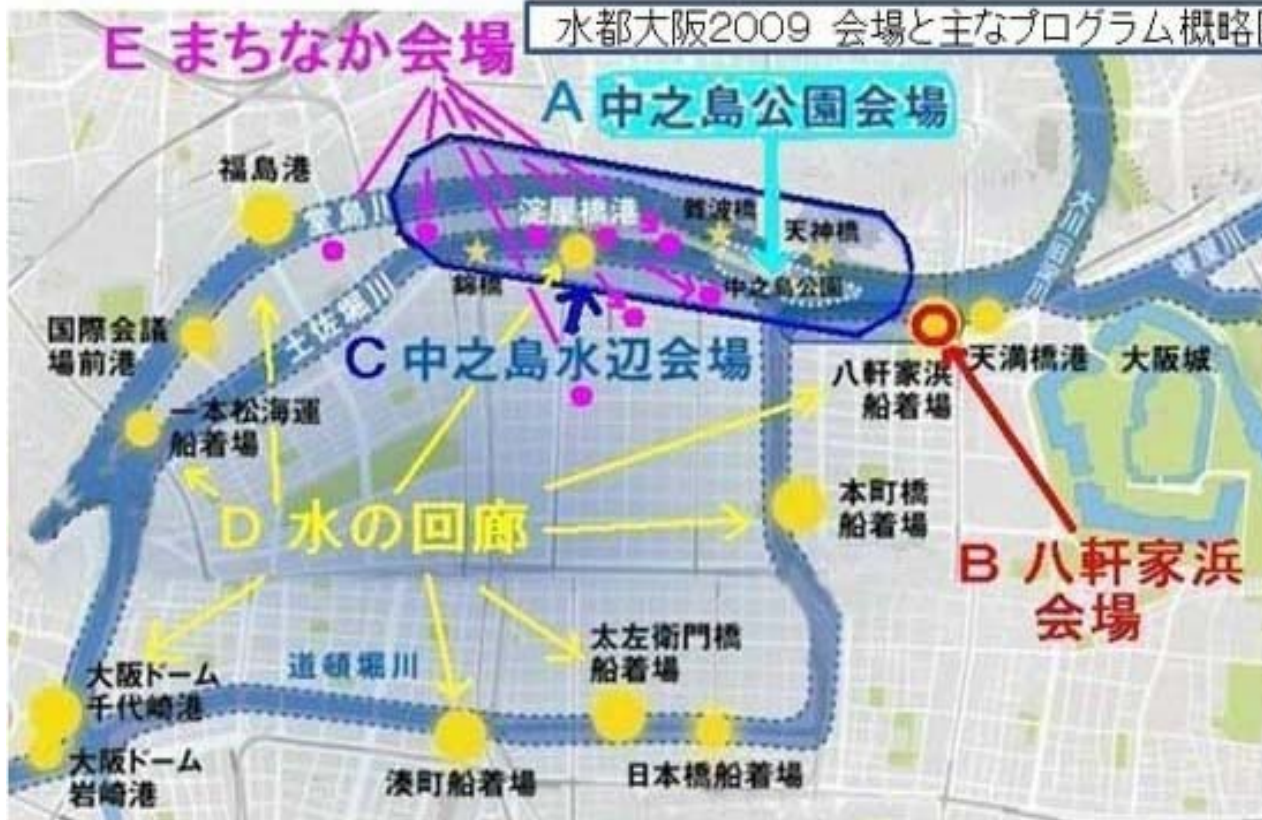 水都大阪2009 会場と主なプログラム概略図
E まちなか会場
A 中之島公園会場
福島港
堂島川
淀屋橋港
難波橋
天神橋
錦橋
中之島公園
土佐堀川
国際会議
場前港
C 中之島水辺会場
八軒家浜
船着場
天満橋港
大阪城
一本松海運
船着場
本町橋
船着場
D 水の回廊
B 八軒家浜
会場
太左衛門橋
船着場
道頓堀川
大阪ドーム
千代崎港
大阪ドーム
岩崎港
湊町船着場
日本橋船着場